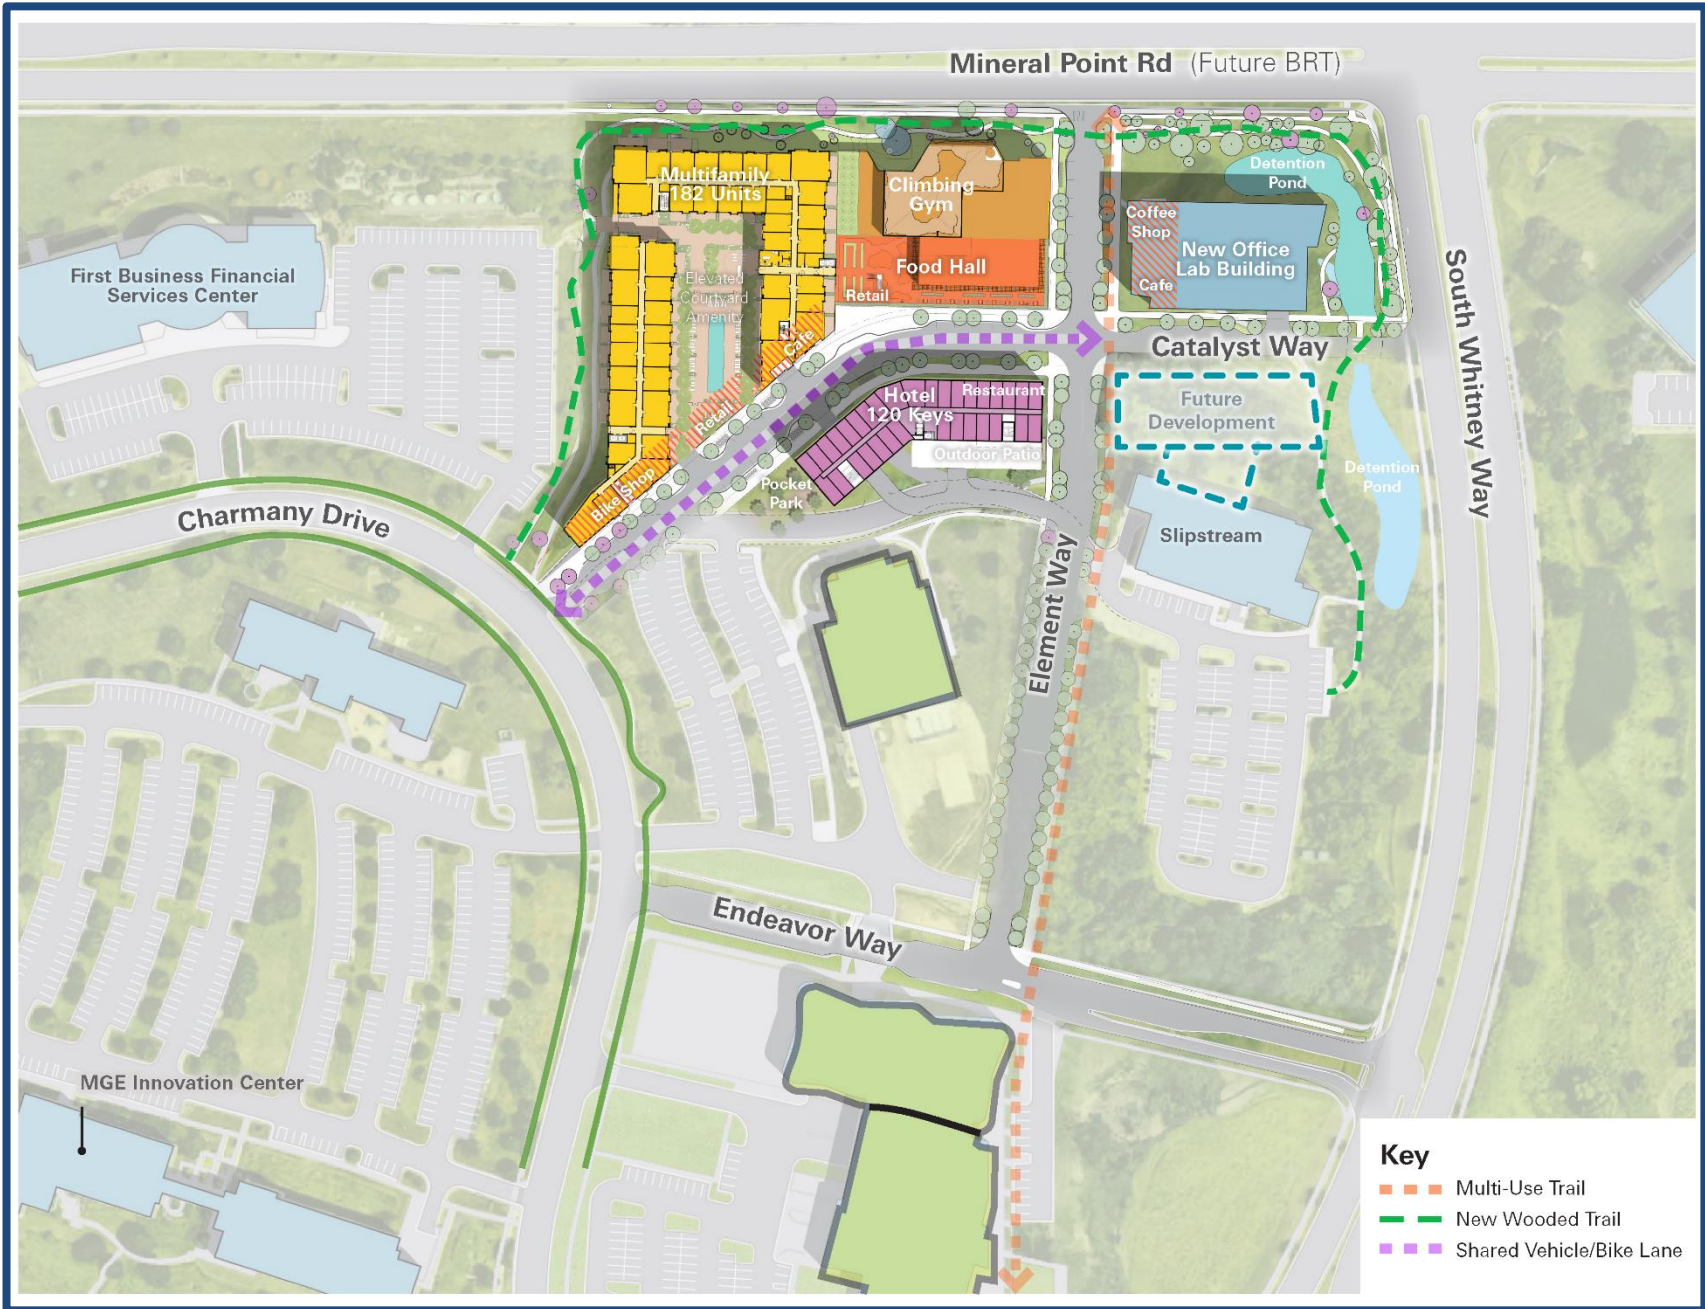 Mineral Point Rd (Future BRT)
Multifamily
182 Units
Climbing
Gym
Detention
Pond
Coffee
Shop
New Office
Lab Building
Cafe
South Whitney Way
First Business Financial
Services Center
Elevated
Courtyard
Amenity
Food Hall
Retail
Cafe
Catalyst Way
Retail
Hotel
120 Keys
Restaurant
Outdoor Patio
Future
Development
Bike Shop
Pocket
Park
Detention
Pond
Charmany Drive
Slipstream
Element Way
Endeavor Way
MGE Innovation Center
Key
Multi-Use Trail
New Wooded Trail
Shared Vehicle/Bike Lane